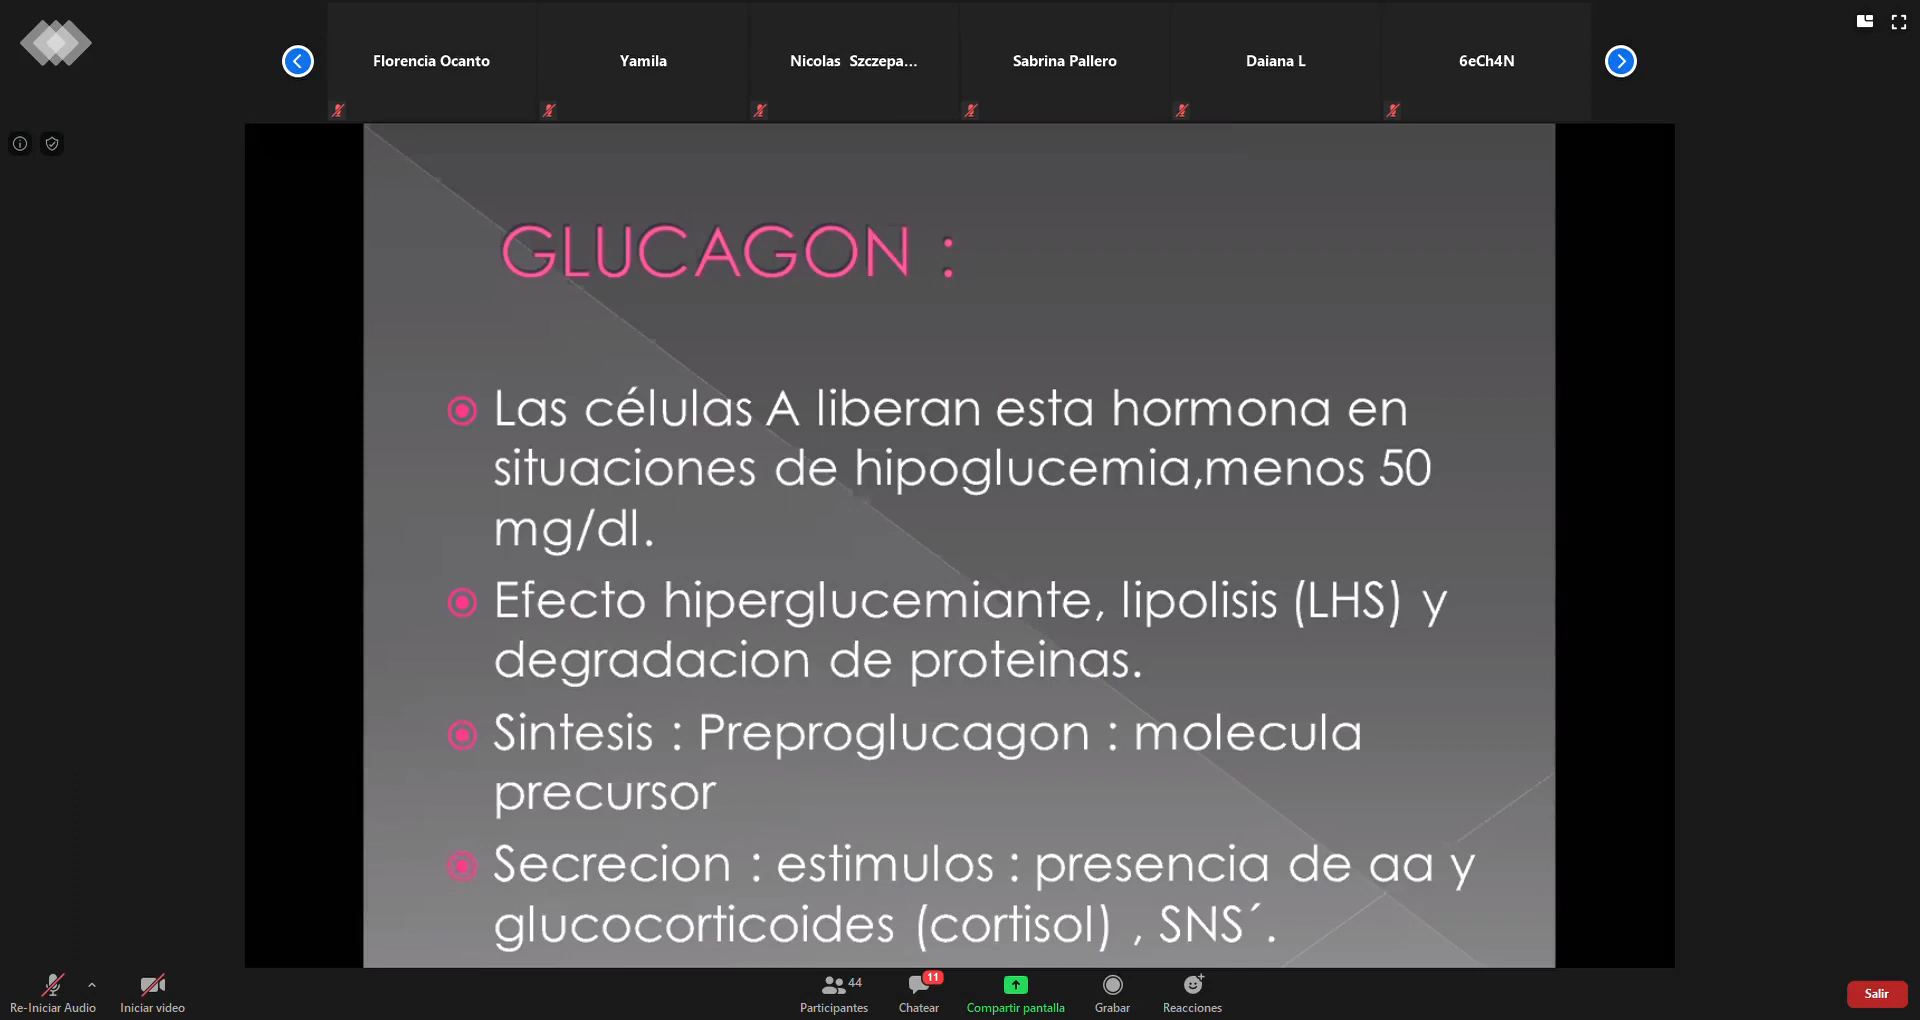 Florencia Ocanto
Yamila
Nicolas Szczepa...
Sabrina Pallero
Daiana L
6eCh4N
GLUCAGON :
Las células A liberan esta hormona en
situaciones de hipoglucemia,menos 50
mg/dl.
Efecto hiperglucemiante, lipolisis (LHS) y
degradacion de proteinas.
Sintesis : Preproglucagon : molecula
precursor
Secrecion : estimulos : presencia de aa y
glucocorticoides (cortisol) , SNS´.
Re-Iniciar Audio
Iniciar video
44
Participantes
11
Chatear
Compartir pantalla
Grabar
Reacciones
Salir